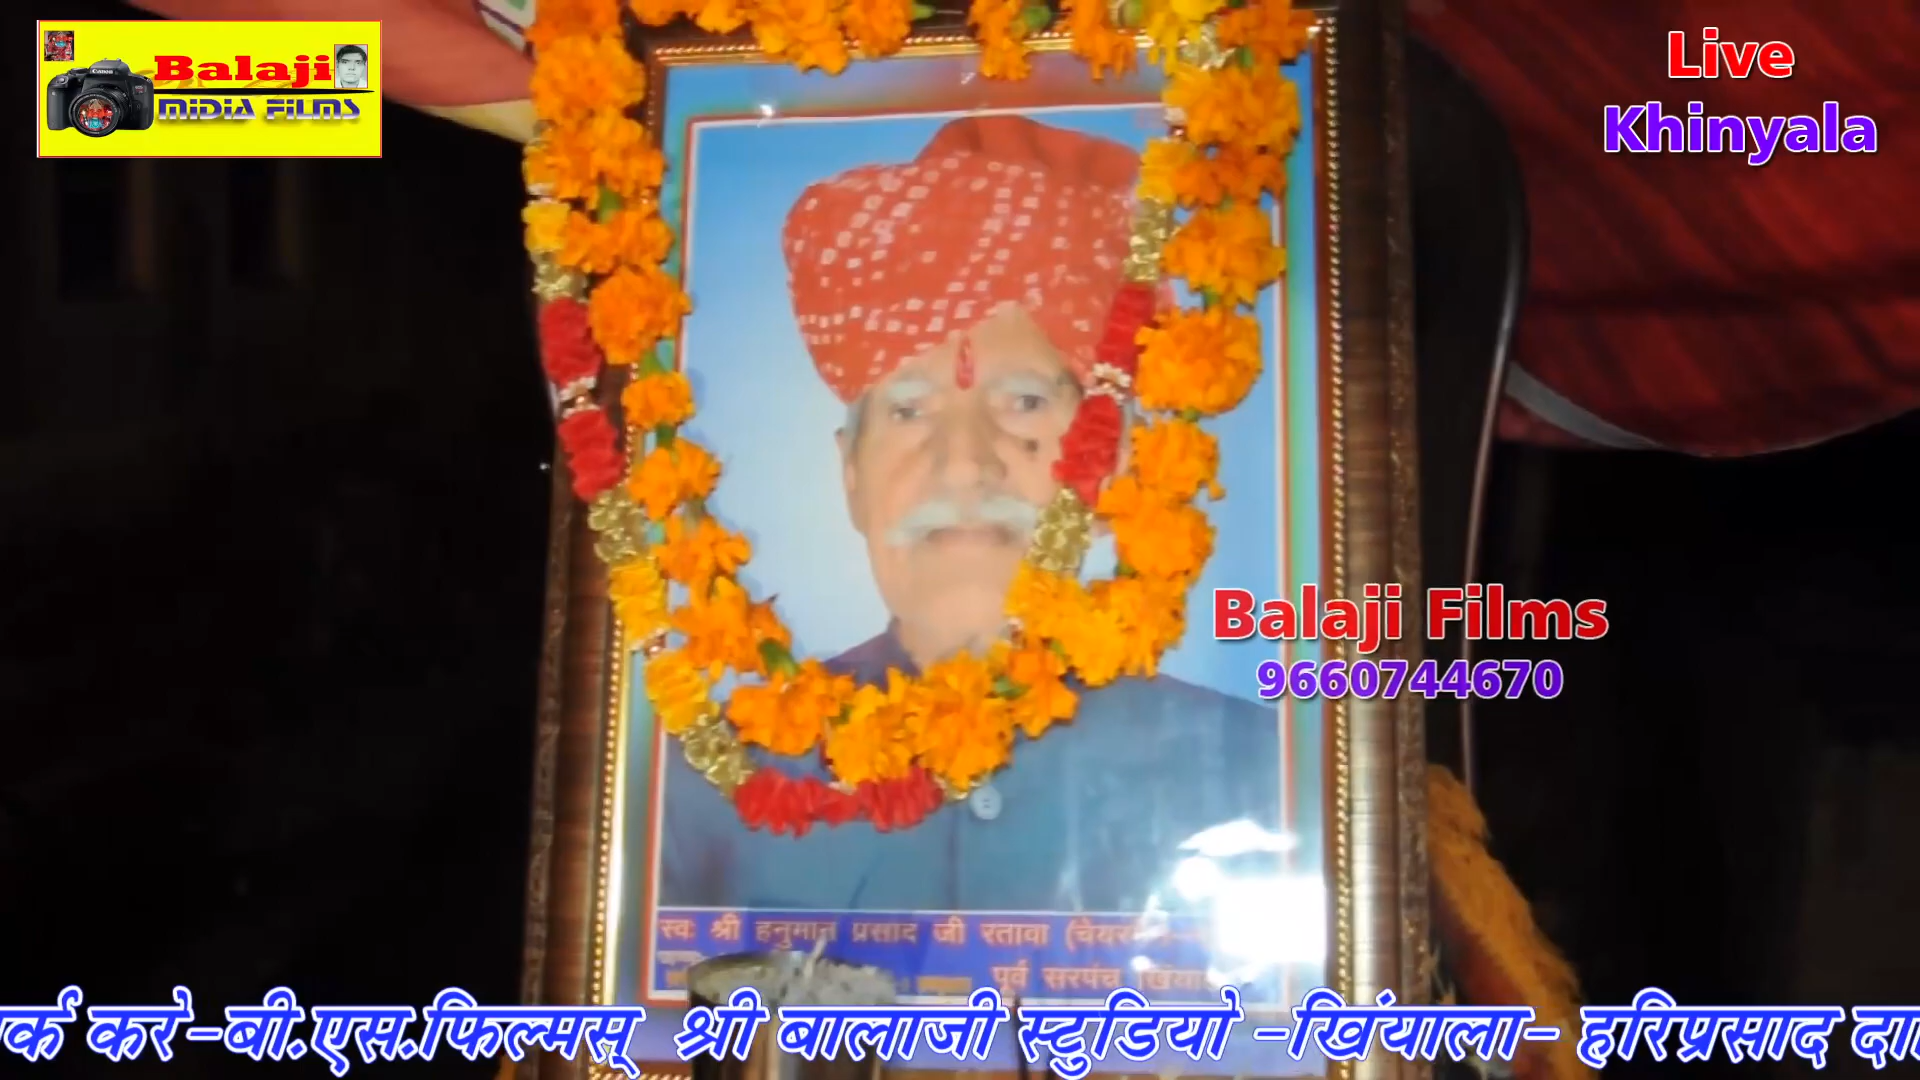 Balaji
MIDIA FILMS
Live
Khinyala
Balaji Films
9660744670
स्वः श्री हनुमान प्रसाद जी रतावा
पूर्व सरपंच
र्क करे-बी.एस.फिल्मस् श्री बालाजी स्टुडियो -खिंयाला- हरिप्रसाद